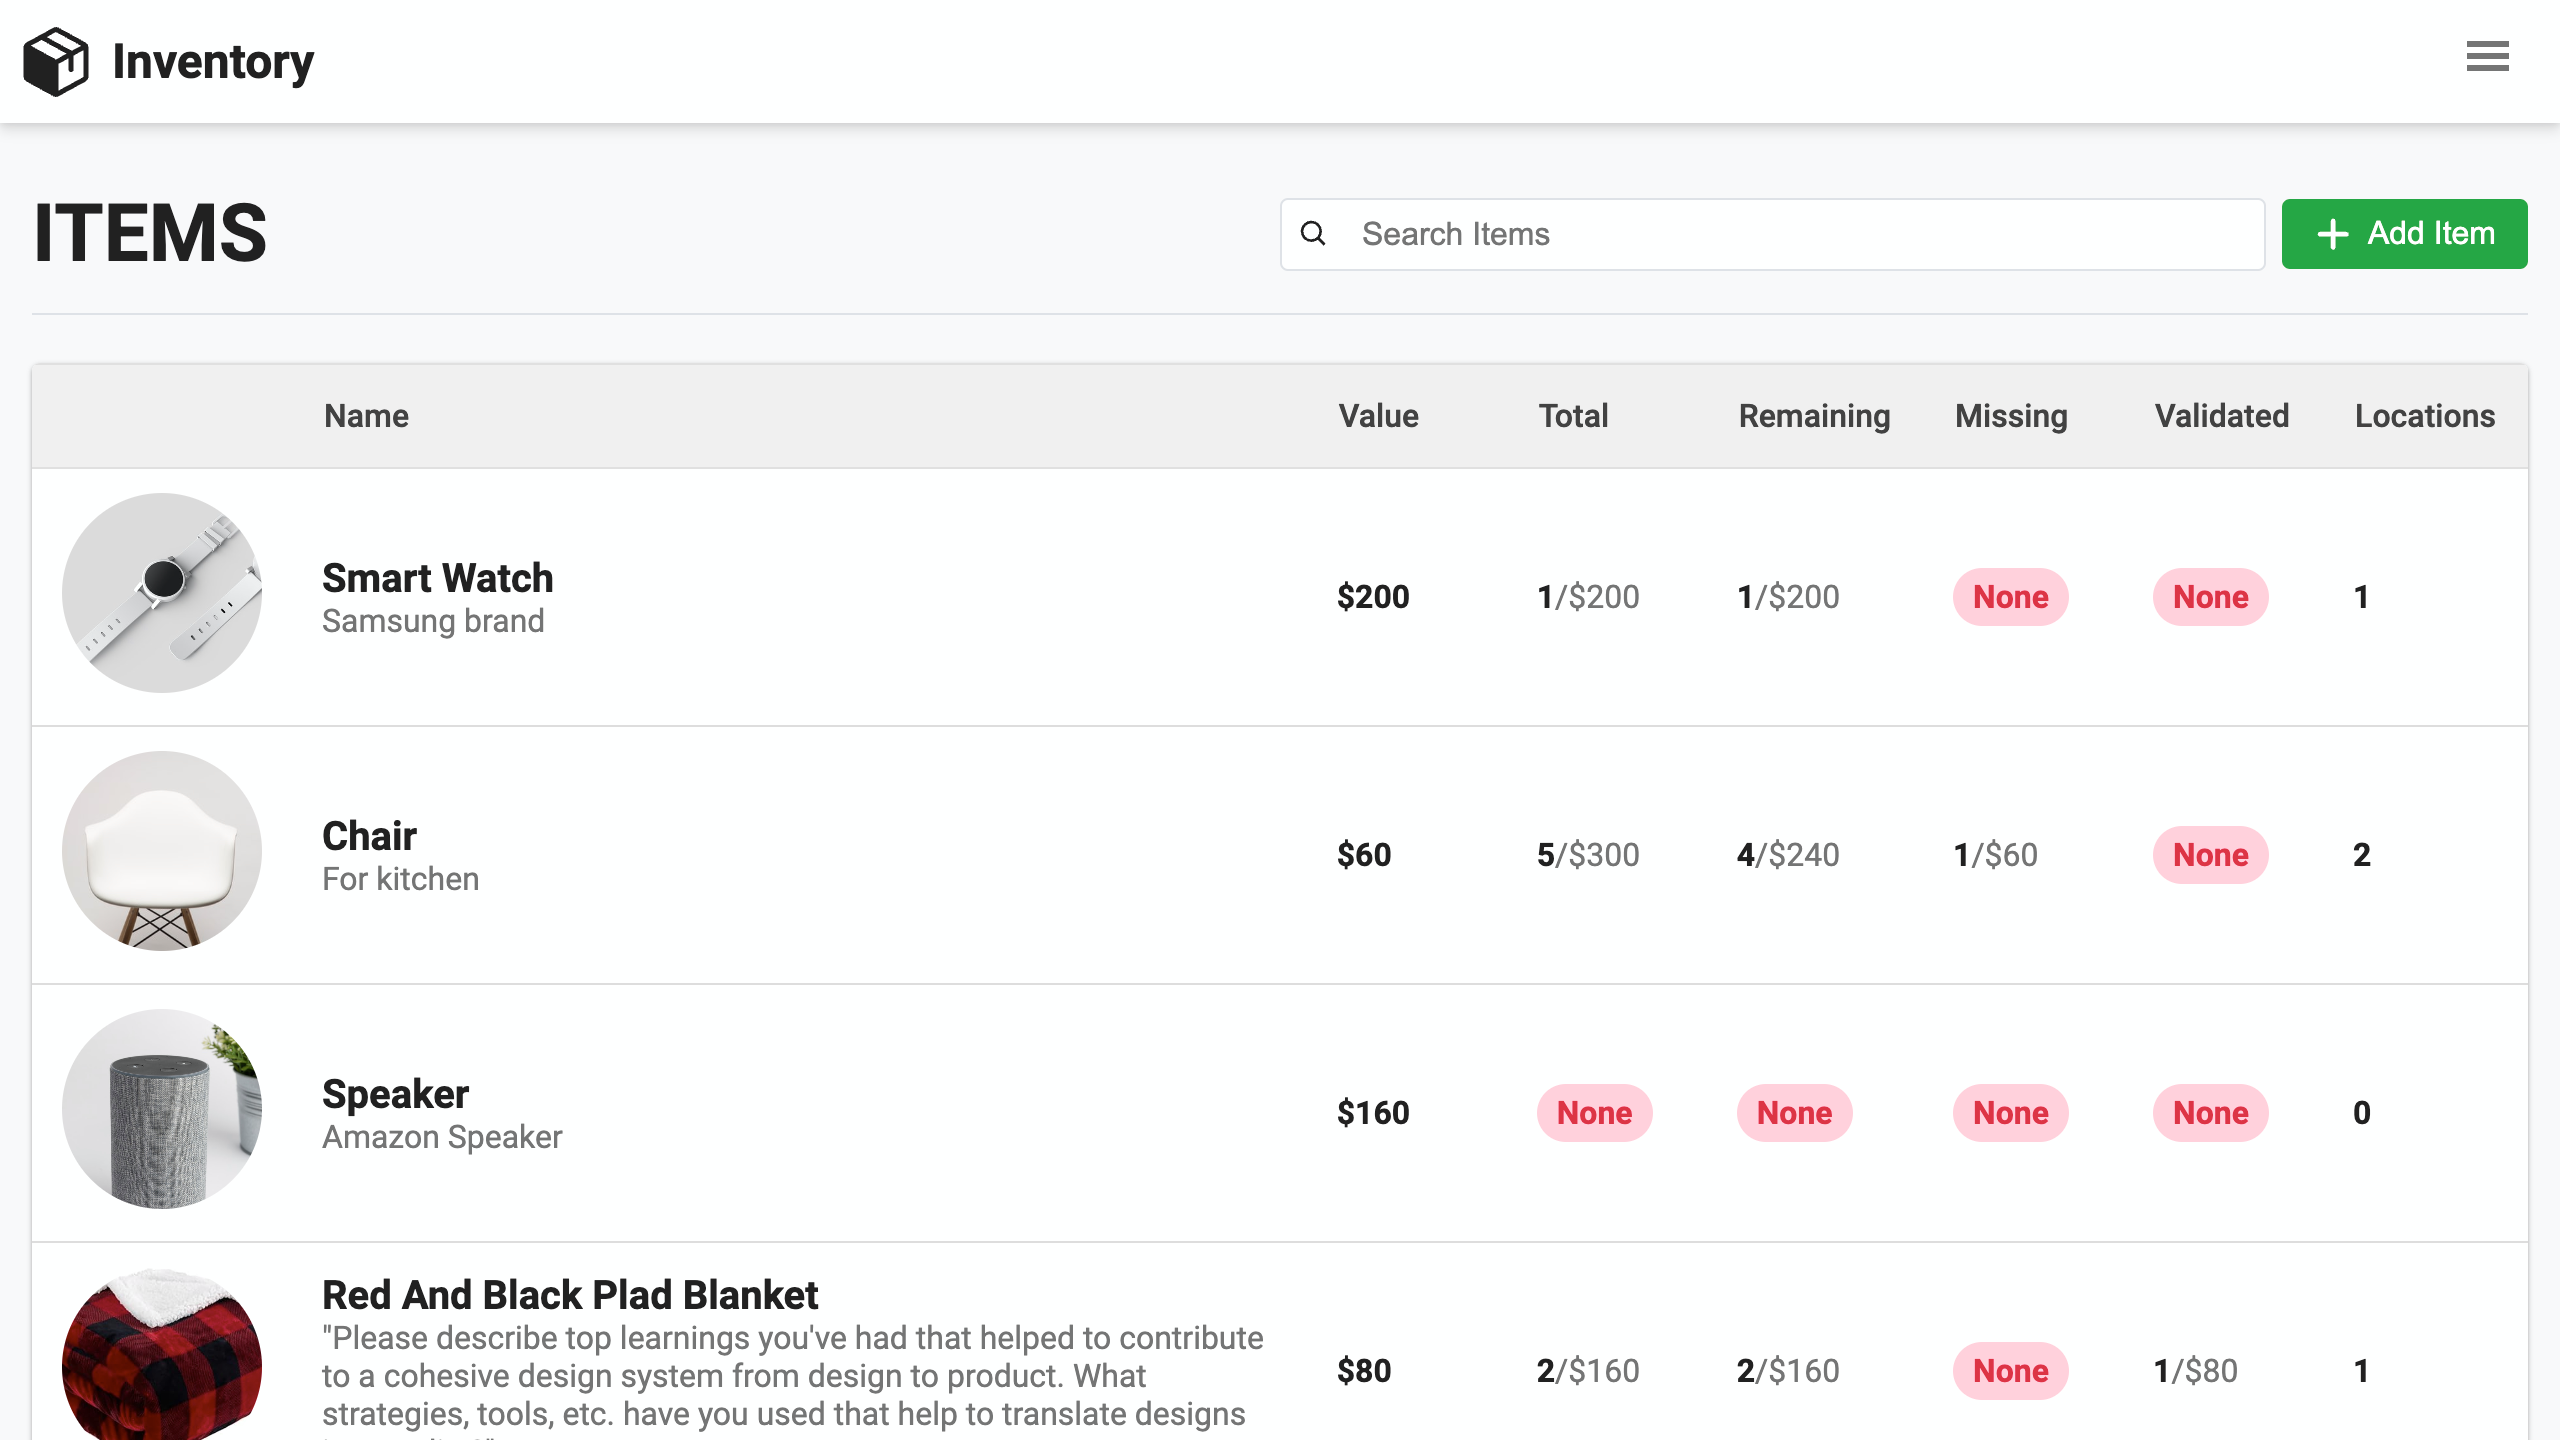 Inventory
ITEMS
Search Items
Add Item
Name Value Total Remaining Missing Validated Locations
Smart Watch
Samsung brand
$200 1/$200 1/$200 None None 1
Chair
For kitchen
$60 5/$300 4/$240 1/$60 None 2
Speaker
Amazon Speaker
$160 None None None None 0
Red And Black Plad Blanket
"Please describe top learnings you've had that helped to contribute
to a cohesive design system from design to product. What
strategies, tools, etc. have you used that help to translate designs
$80 2/$160 2/$160 None 1/$80 1